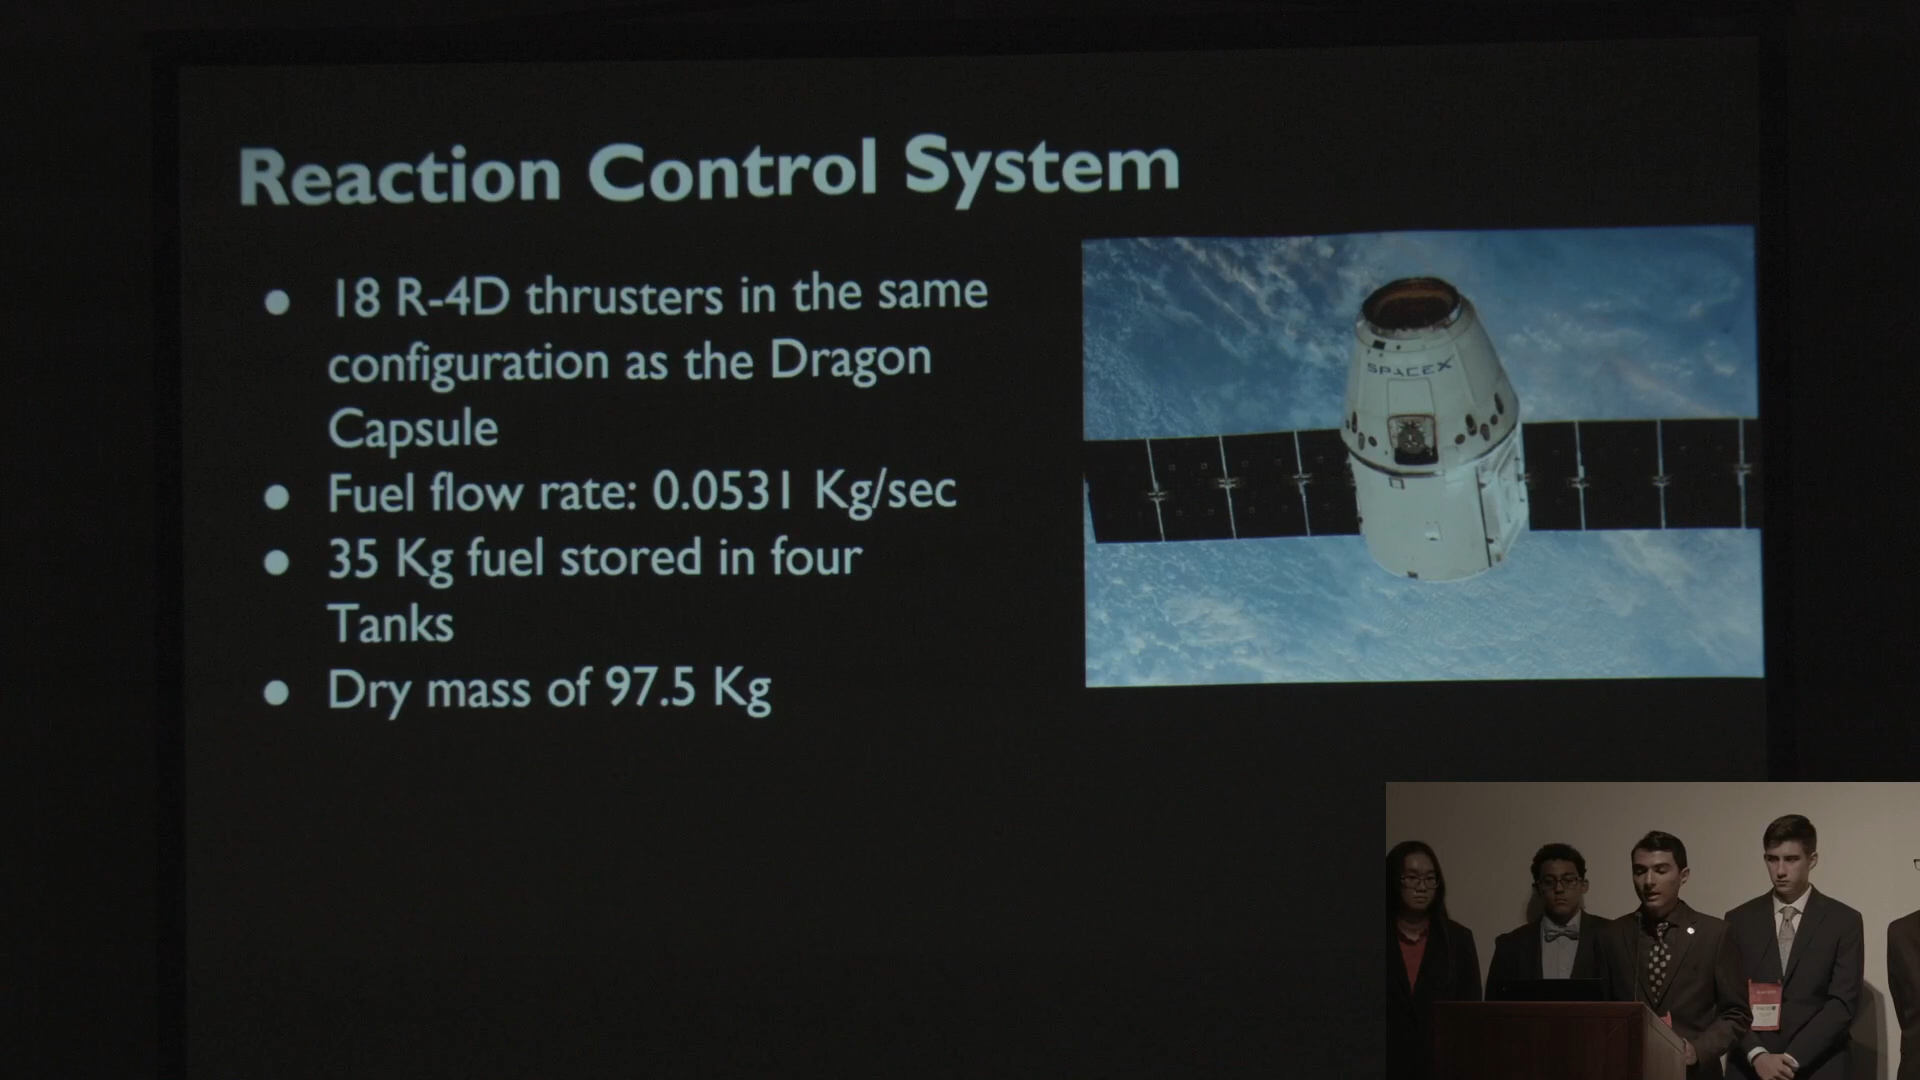 Reaction Control System
● 18 R-4D thrusters in the same
configuration as the Dragon
Capsule
● Fuel flow rate: 0.0531 Kg/sec
● 35 Kg fuel stored in four
Tanks
● Dry mass of 97.5 Kg
SPACEX